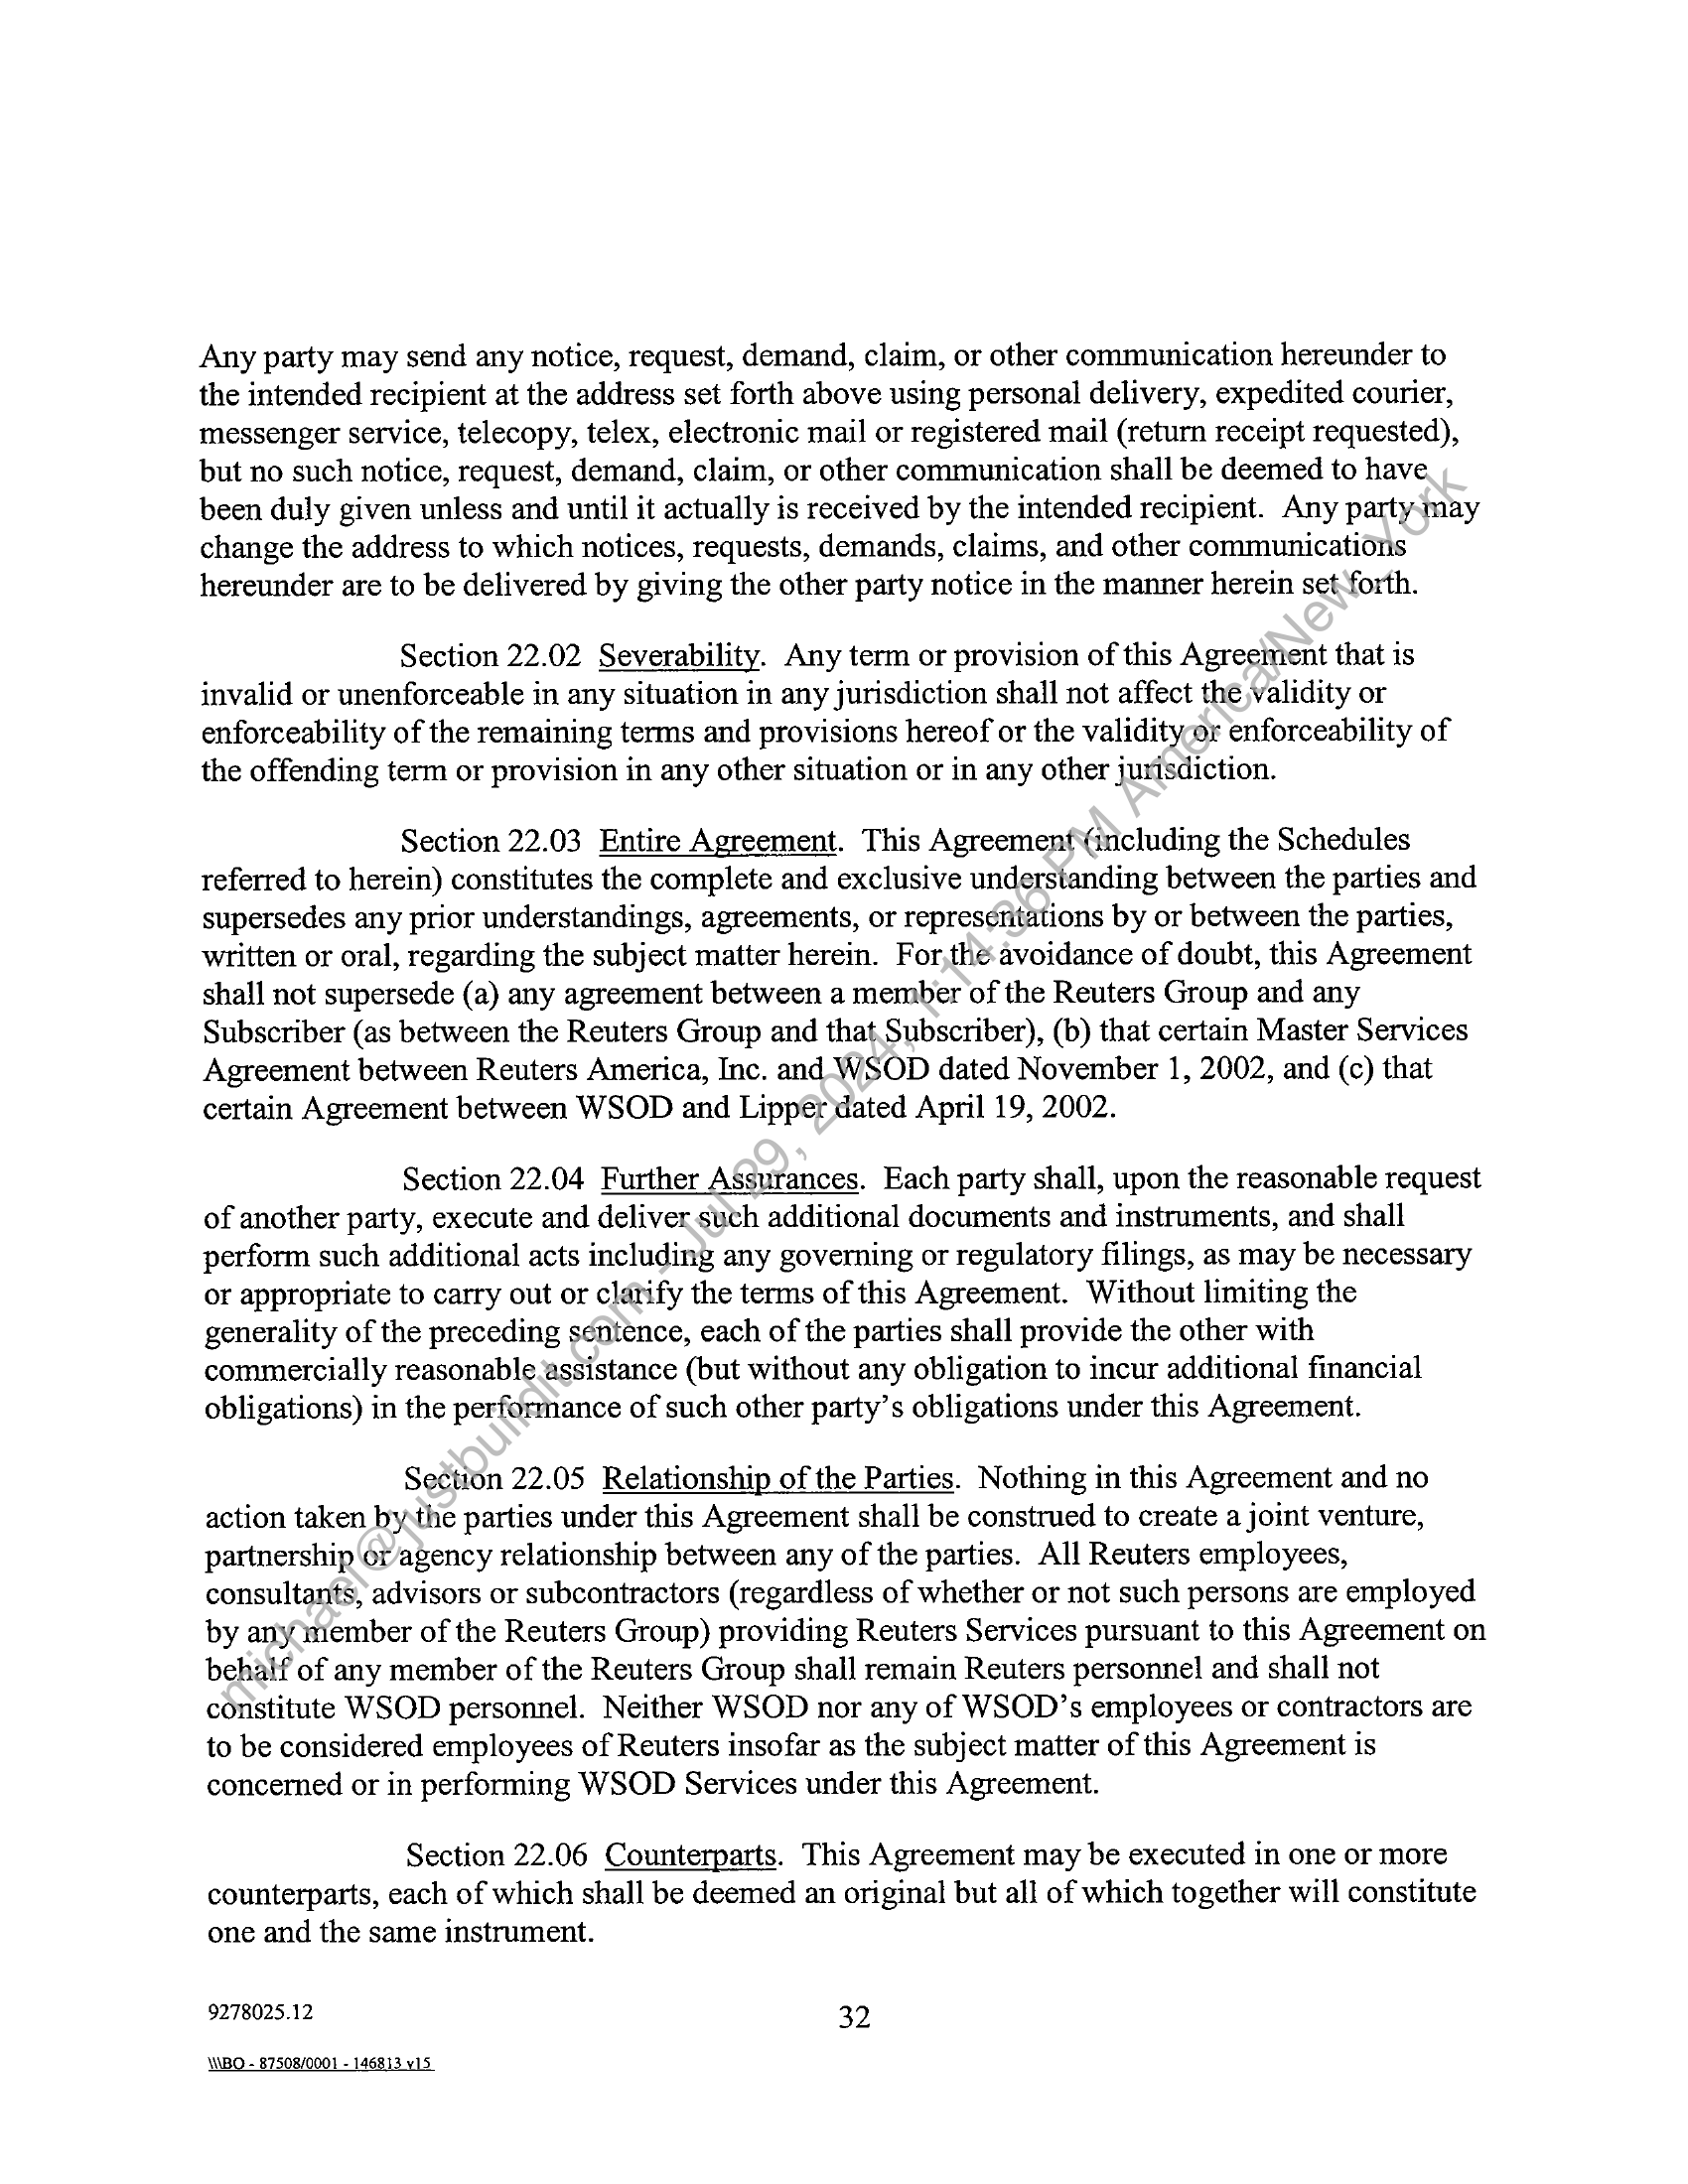 Any party may send any notice, request, demand, claim, or other communication hereunder to
the intended recipient at the address set forth above using personal delivery, expedited courier,
messenger service, telecopy, telex, electronic mail or registered mail (return receipt requested),
but no such notice, request, demand, claim, or other communication shall be deemed to have
been duly given unless and until it actually is received by the intended recipient.  Any party may
change the address to which notices, requests, demands, claims, and other communications
hereunder are to be delivered by giving the other party notice in the manner herein set forth.
Section 22.02  Severability.  Any term or provision of this Agreement that is
invalid or unenforceable in any situation in any jurisdiction shall not affect the validity or
enforceability of the remaining terms and provisions hereof or the validity or enforceability of
the offending term or provision in any other situation or in any other jurisdiction.
Section 22.03  Entire Agreement.  This Agreement (including the Schedules
referred to herein) constitutes the complete and exclusive understanding between the parties and
supersedes any prior understandings, agreements, or representations by or between the parties,
written or oral, regarding the subject matter herein.  For the avoidance of doubt, this Agreement
shall not supersede (a) any agreement between a member of the Reuters Group and any
Subscriber (as between the Reuters Group and that Subscriber), (b) that certain Master Services
Agreement between Reuters America, Inc. and WSOD dated November 1, 2002, and (c) that
certain Agreement between WSOD and Lipper dated April 19, 2002.
Section 22.04  Further Assurances.  Each party shall, upon the reasonable request
of another party, execute and deliver such additional documents and instruments, and shall
perform such additional acts including any governing or regulatory filings, as may be necessary
or appropriate to carry out or clarify the terms of this Agreement.  Without limiting the
generality of the preceding sentence, each of the parties shall provide the other with
commercially reasonable assistance (but without any obligation to incur additional financial
obligations) in the performance of such other party's obligations under this Agreement.
Section 22.05  Relationship of the Parties.  Nothing in this Agreement and no
action taken by the parties under this Agreement shall be construed to create a joint venture,
partnership or agency relationship between any of the parties.  All Reuters employees,
consultants, advisors or subcontractors (regardless of whether or not such persons are employed
by any member of the Reuters Group) providing Reuters Services pursuant to this Agreement on
behalf of any member of the Reuters Group shall remain Reuters personnel and shall not
constitute WSOD personnel.  Neither WSOD nor any of WSOD's employees or contractors are
to be considered employees of Reuters insofar as the subject matter of this Agreement is
concerned or in performing WSOD Services under this Agreement.
Section 22.06  Counterparts.  This Agreement may be executed in one or more
counterparts, each of which shall be deemed an original but all of which together will constitute
one and the same instrument.
9278025.12
32
\\\BO - 87508/0001 - 146813 v15
michael@justbuildit.com - Jul 29, 2024, 1:14:36 PM America/New_York